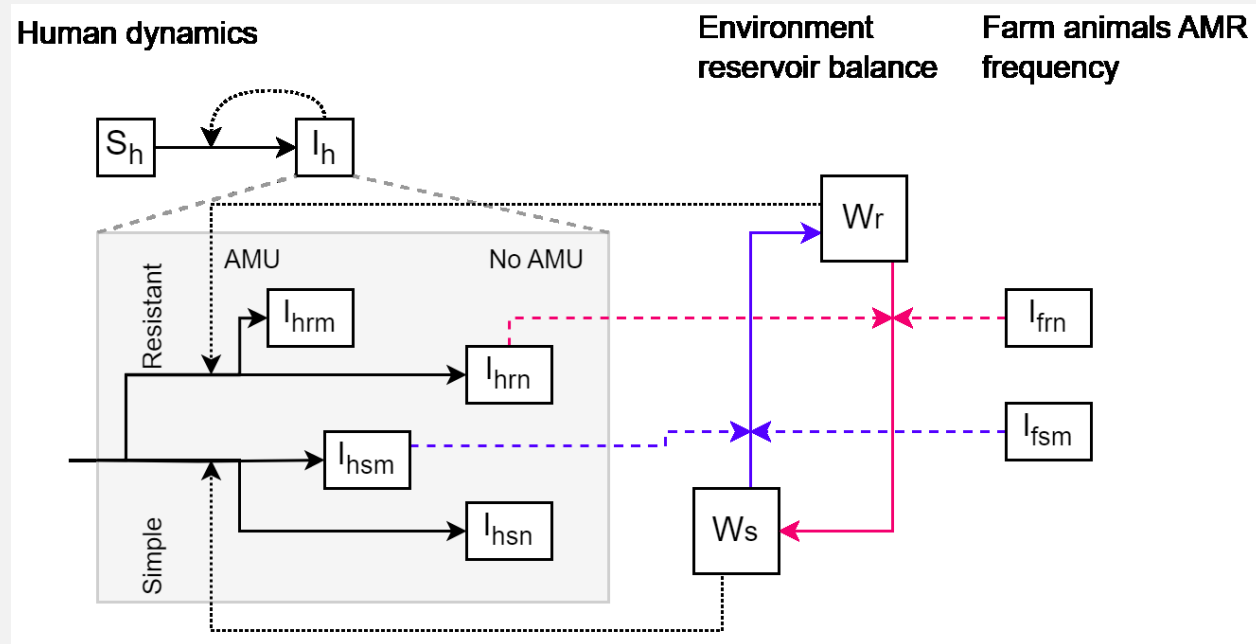 Human dynamics
Environment
reservoir balance
Farm animals AMR
frequency
Sh
Ih
Wr
AMU
No AMU
Resistant
Ihrm
Ifrn
Ihrn
Ifsm
Ihsm
Simple
Ihsn
Ws